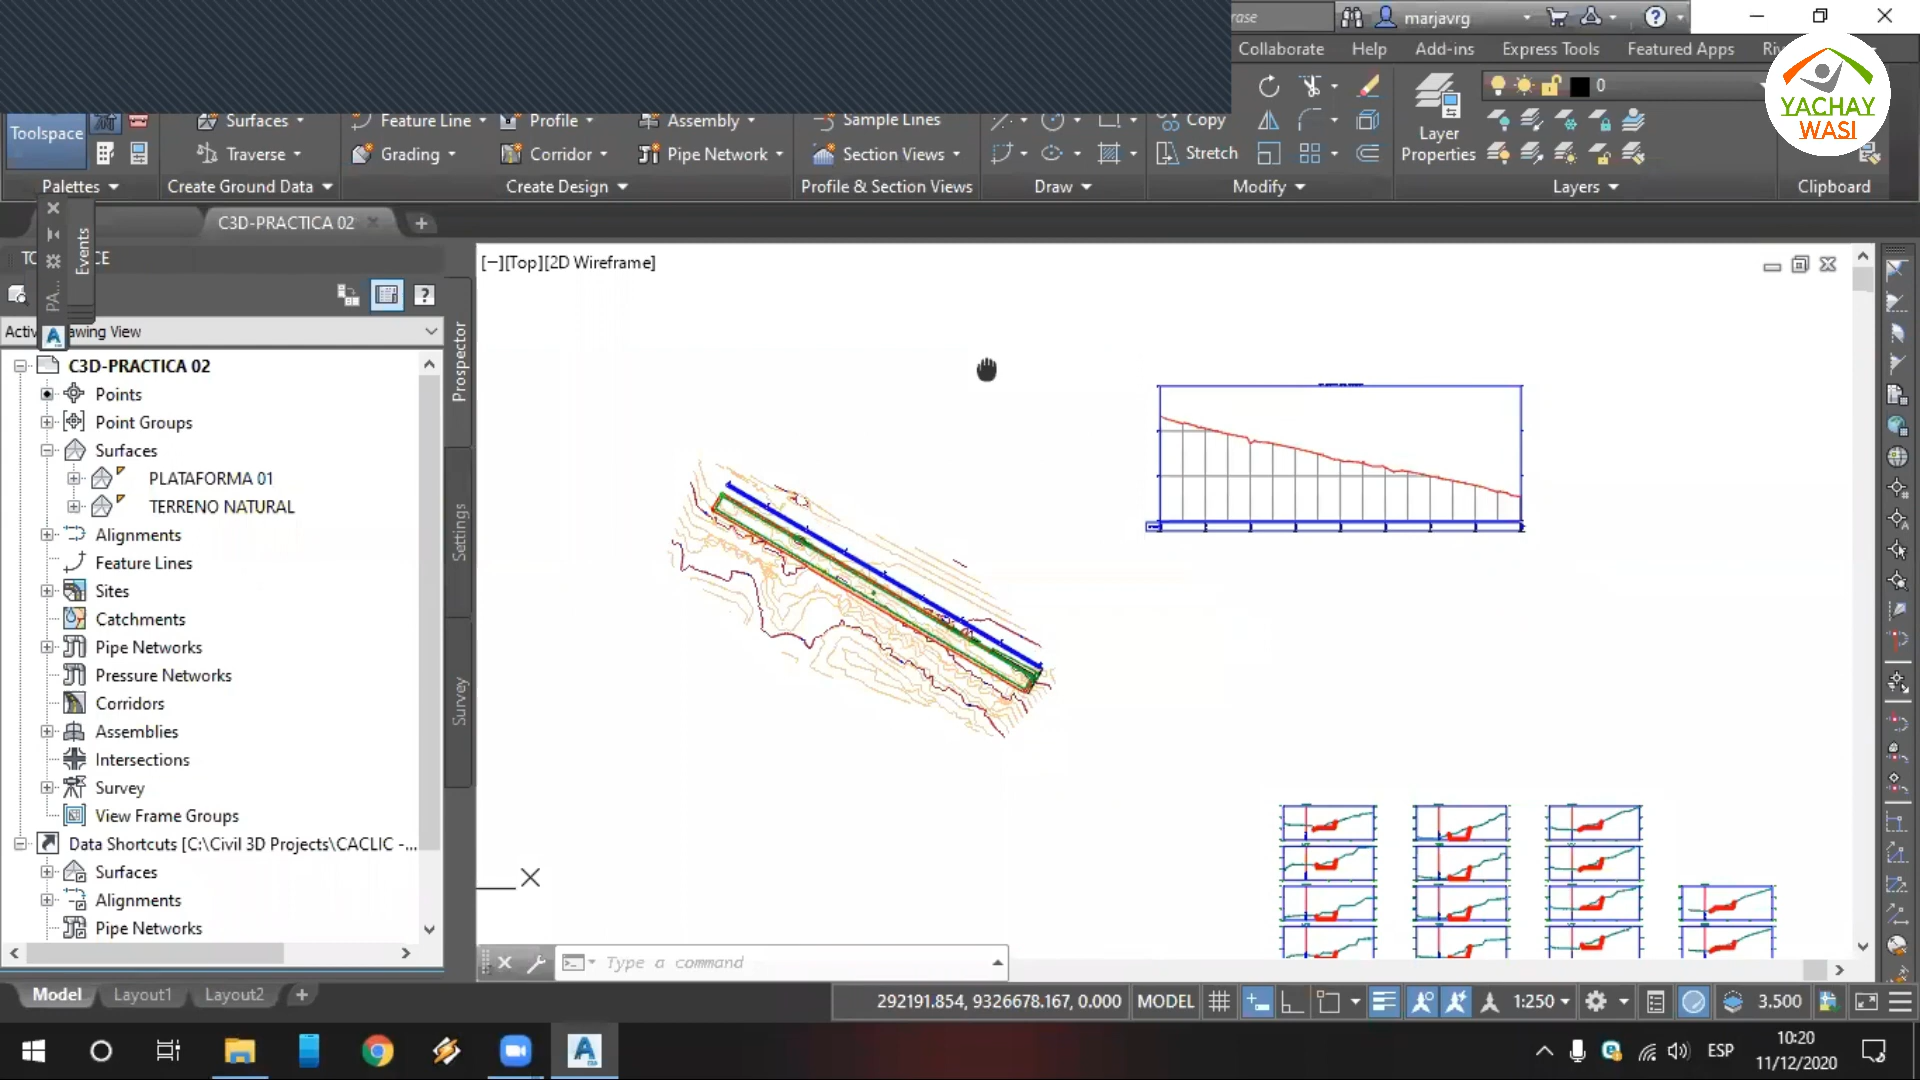 marjavrg
Collaborate Help Add-ins Express Tools Featured Apps
YACHAY
WASI
0
Toolspace
Surfaces
Feature Line
Profile
Assembly
Sample Lines
Copy
Layer
Properties
Traverse
Grading
Corridor
Pipe Network
Section Views
Stretch
Palettes
Create Ground Data
Create Design
Profile & Section Views
Draw
Modify
Layers
Clipboard
C3D-PRACTICA 02
Events
[−][Top][2D Wireframe]
Prospector
Settings
Survey
C3D-PRACTICA 02
Points
Point Groups
Surfaces
PLATAFORMA 01
TERRENO NATURAL
Alignments
Feature Lines
Sites
Catchments
Pipe Networks
Pressure Networks
Corridors
Assemblies
Intersections
Survey
View Frame Groups
Data Shortcuts [C:\Civil 3D Projects\CACLIC -...
Surfaces
Alignments
Pipe Networks
Type a command
Model Layout1 Layout2
292191.854, 9326678.167, 0.000 MODEL 1:250 3.500
ESP
10:20
11/12/2020